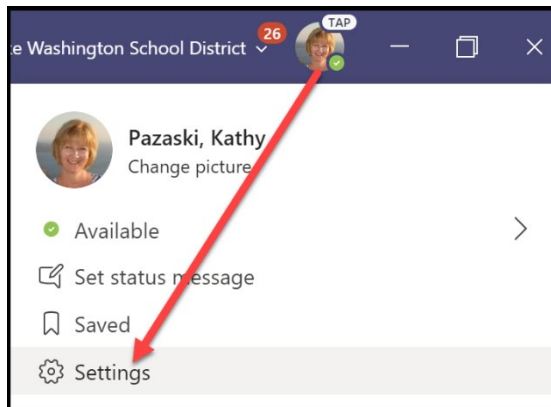 TAP
e Washington School District 26
Pazaski, Kathy
Change picture
Available
Set status message
Saved
Settings